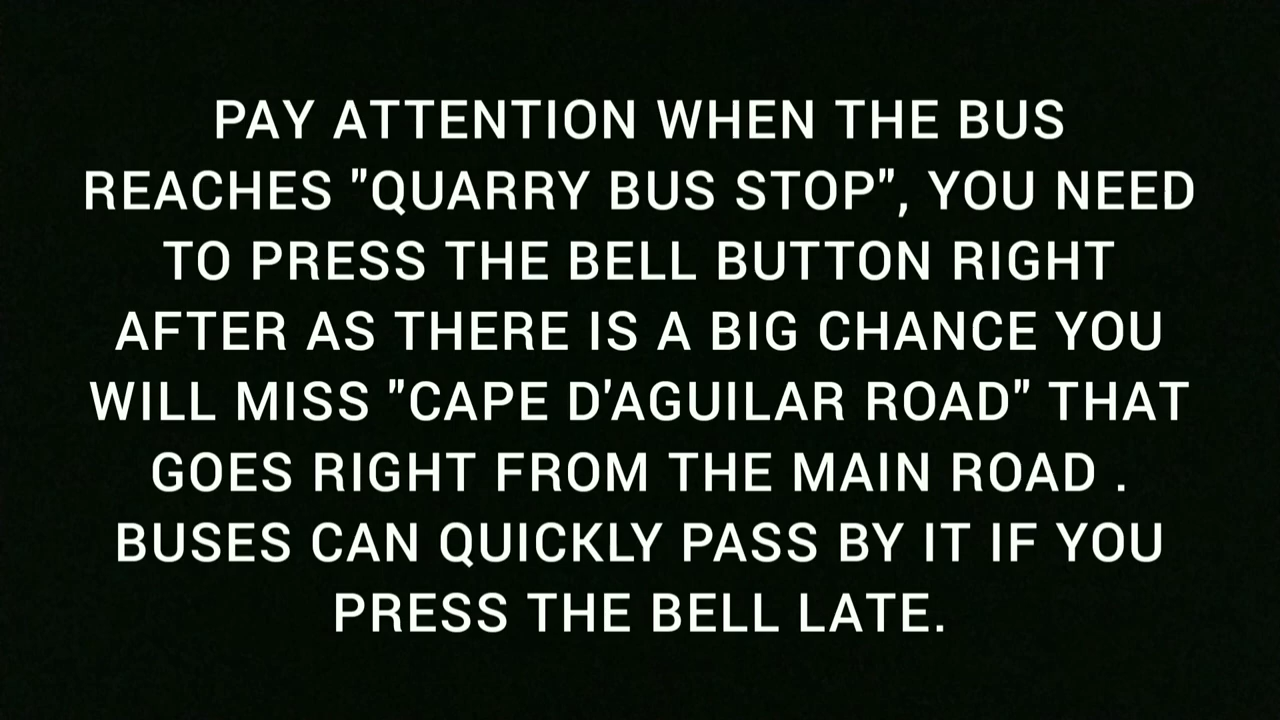 PAY ATTENTION WHEN THE BUS
REACHES "QUARRY BUS STOP", YOU NEED
TO PRESS THE BELL BUTTON RIGHT
AFTER AS THERE IS A BIG CHANCE YOU
WILL MISS "CAPE D'AGUILAR ROAD" THAT
GOES RIGHT FROM THE MAIN ROAD .
BUSES CAN QUICKLY PASS BY IT IF YOU
PRESS THE BELL LATE.